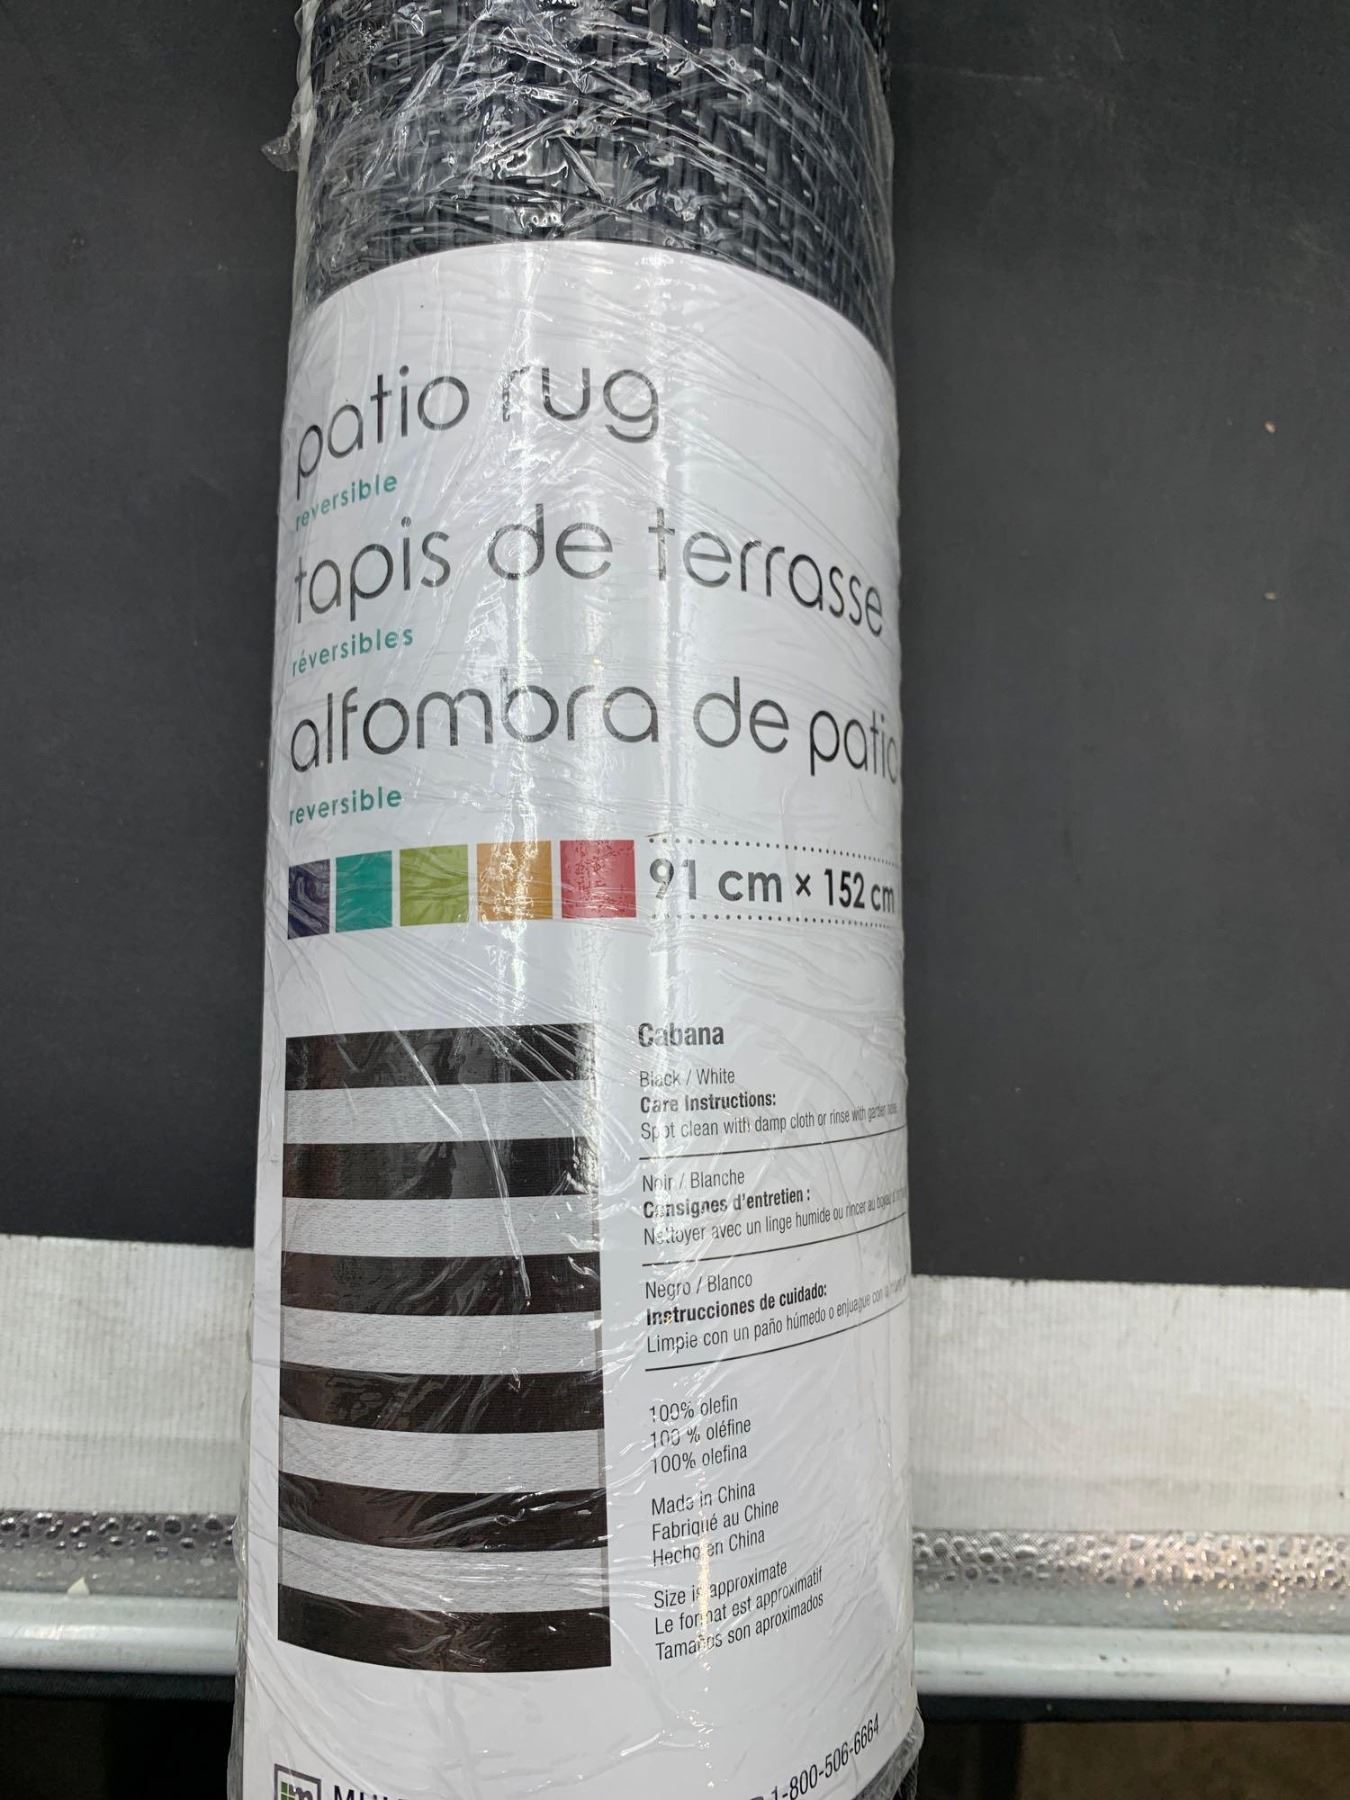 patio rug
reversible
tapis de terrasse
réversibles
alfombra de patio
reversible
91 cm × 152 cm
Cabana
Black / White
Care Instructions:
Spot clean with damp cloth or rinse with garden hose.
Noir / Blanche
Consignes d'entretien :
Nettoyer avec un linge humide ou rincer au boyau
Negro / Blanco
Instrucciones de cuidado:
Limpie con un paño húmedo o enjuague con la
100% olefin
100 % oléfine
100% olefina
Made in China
Fabriqué au Chine
Hecho en China
Size is approximate
Le format est approximatif
Tamaños son aproximados
1-800-506-6664